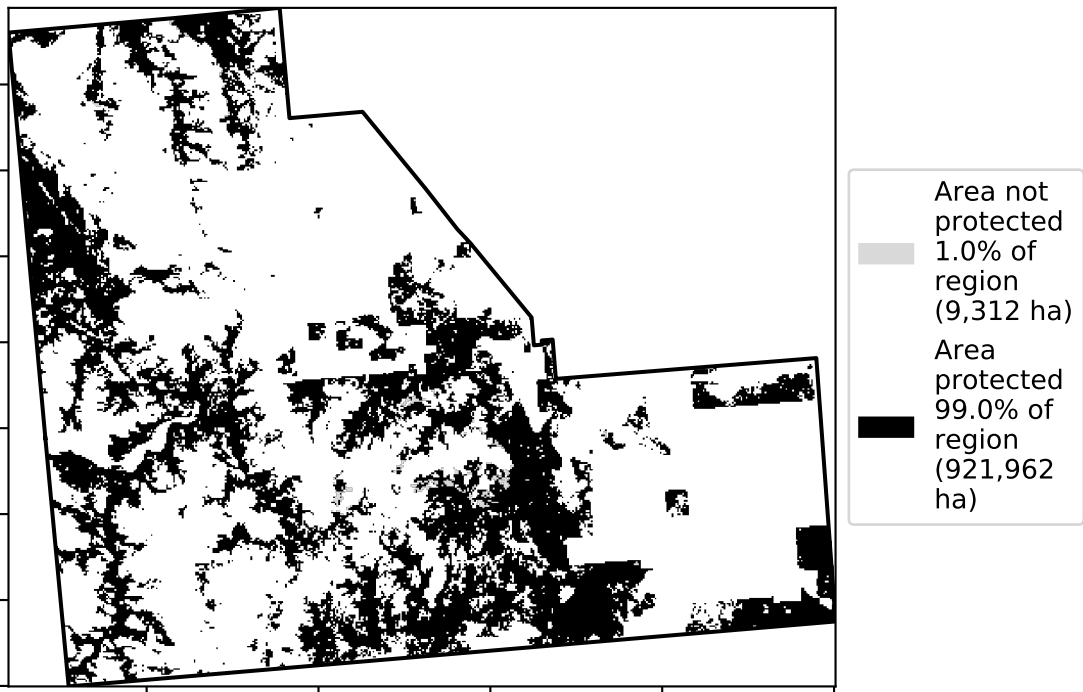 Area not
protected
1.0% of
region
(9,312 ha)
Area
protected
99.0% of
region
(921,962
ha)